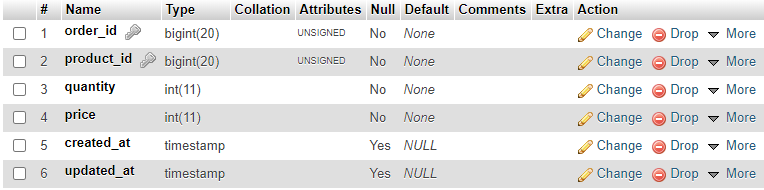 # Name Type Collation Attributes Null Default Comments Extra Action
1 order_id bigint(20) UNSIGNED No None Change Drop More
2 product_id bigint(20) UNSIGNED No None Change Drop More
3 quantity int(11) No None Change Drop More
4 price int(11) No None Change Drop More
5 created_at timestamp Yes NULL Change Drop More
6 updated_at timestamp Yes NULL Change Drop More